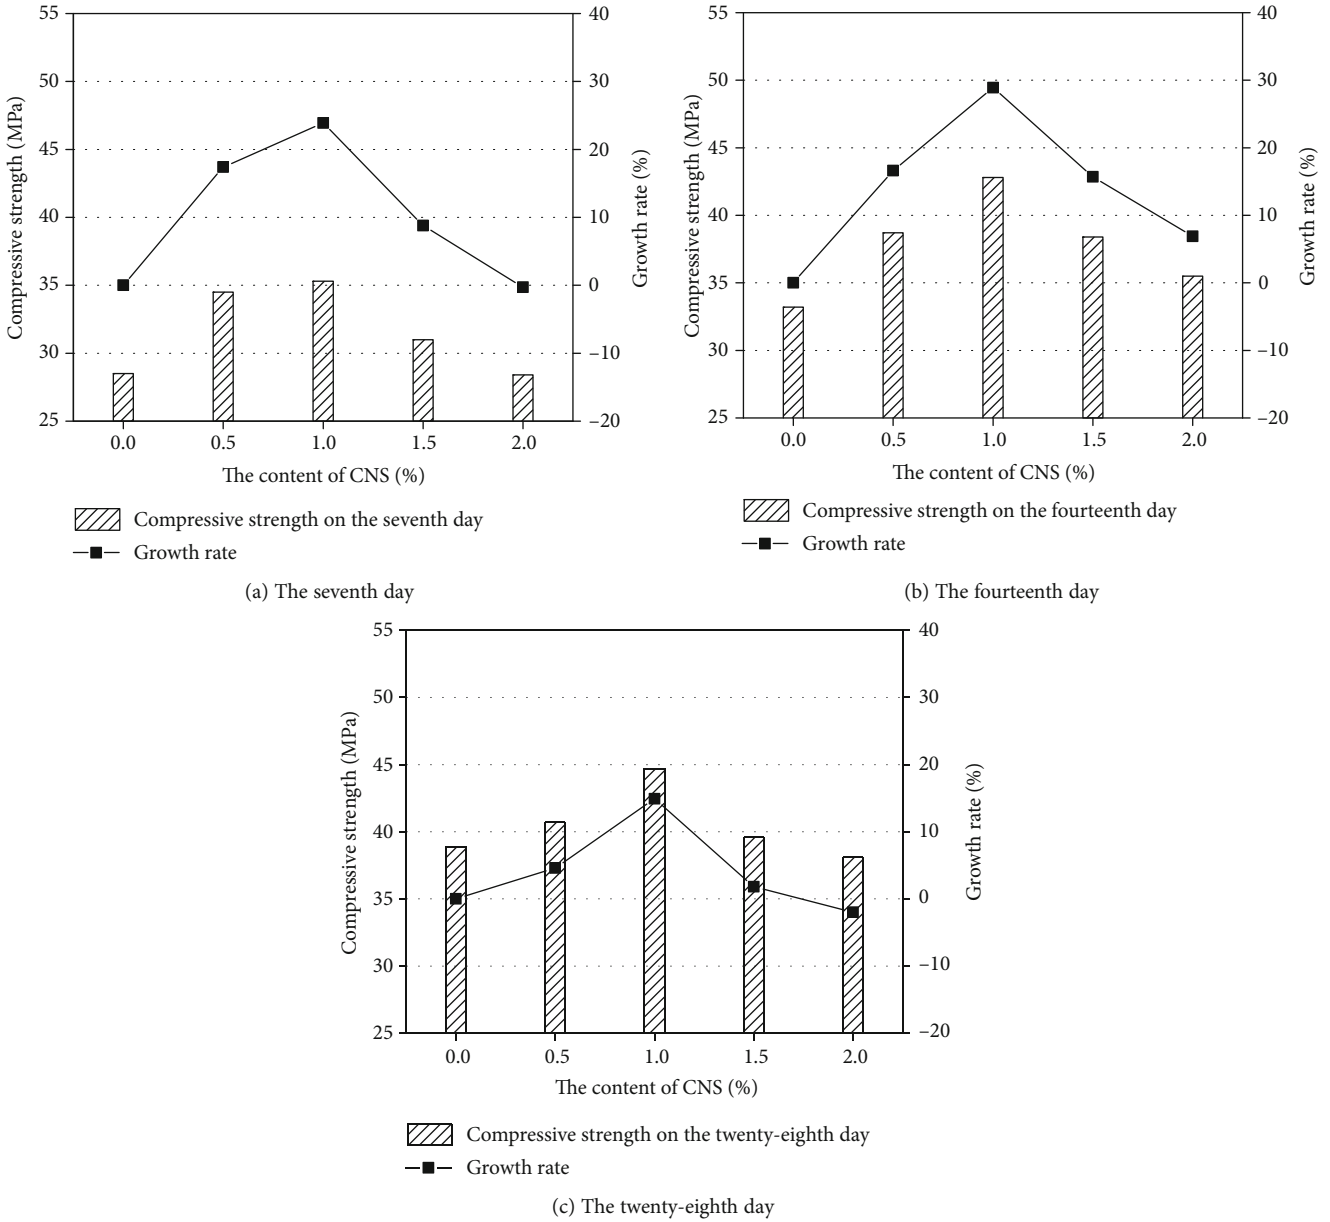 55
50
45
40
35
30
25
Compressive strength (MPa)
40
30
20
10
0
−10
−20
Growth rate (%)
0.0 0.5 1.0 1.5 2.0
The content of CNS (%)
Compressive strength on the seventh day
Growth rate
(a) The seventh day
55
50
45
40
35
30
25
Compressive strength (MPa)
40
30
20
10
0
−10
−20
Growth rate (%)
0.0 0.5 1.0 1.5 2.0
The content of CNS (%)
Compressive strength on the fourteenth day
Growth rate
(b) The fourteenth day
55
50
45
40
35
30
25
Compressive strength (MPa)
40
30
20
10
0
−10
−20
Growth rate (%)
0.0 0.5 1.0 1.5 2.0
The content of CNS (%)
Compressive strength on the twenty-eighth day
Growth rate
(c) The twenty-eighth day